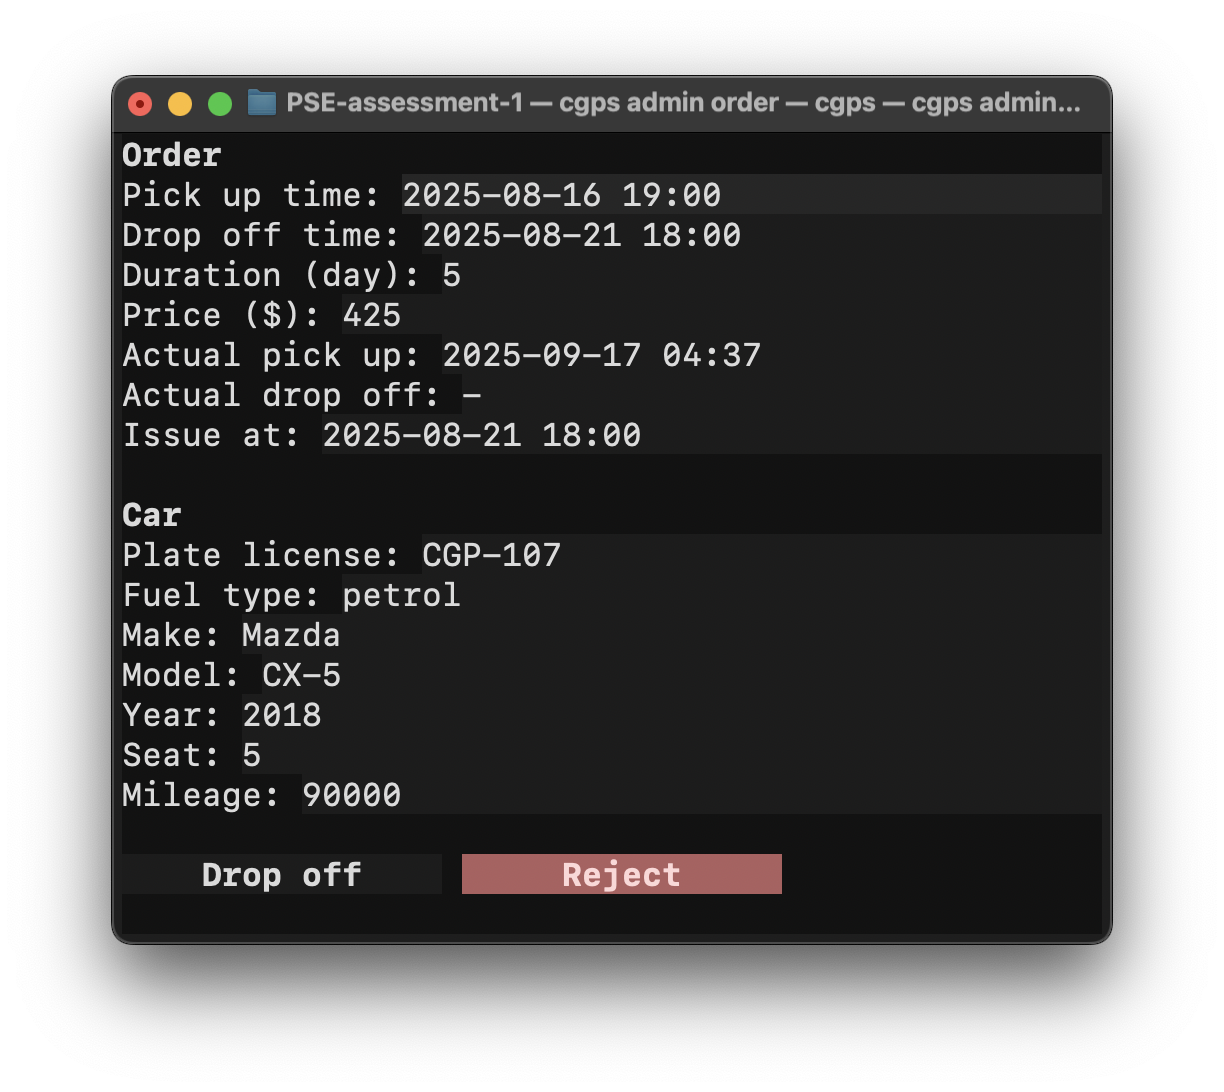 PSE-assessment-1 — cgps admin order — cgps — cgps admin...
Order
Pick up time: 2025-08-16 19:00
Drop off time: 2025-08-21 18:00
Duration (day): 5
Price ($): 425
Actual pick up: 2025-09-17 04:37
Actual drop off: -
Issue at: 2025-08-21 18:00
Car
Plate license: CGP-107
Fuel type: petrol
Make: Mazda
Model: CX-5
Year: 2018
Seat: 5
Mileage: 90000
Drop off Reject